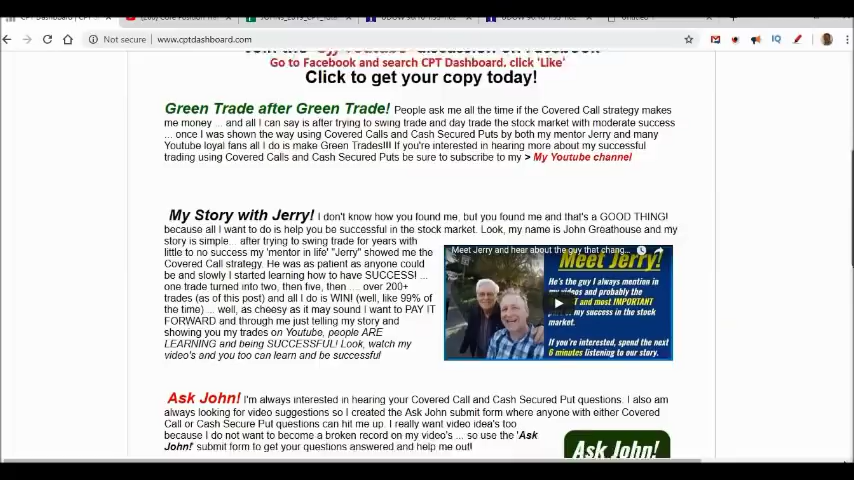 CPT Dashboard | CPT
Not secure | www.cptdashboard.com
Go to Facebook and search CPT Dashboard. click 'Like'
Click to get your copy today!
Green Trade after Green Trade! People ask me all the time if the Covered Call strategy makes
me money ... and all I can say is after trying to swing trade and day trade the stock market with moderate success
... once I was shown the way using Covered Calls and Cash Secured Puts by both my mentor Jerry and many
Youtube loyal fans all I do is make Green Trades!!! If you're interested in hearing more about my successful
trading using Covered Calls and Cash Secured Puts be sure to subscribe to my > My Youtube channel
My Story with Jerry! I don't know how you found me, but you found me and that's a GOOD THING!
because all I want to do is help you be successful in the stock market. Look, my name is John Greathouse and my
story is simple... after trying to swing trade for years with
little to no success my 'mentor in life' "Jerry" showed me the
Covered Call strategy. He was as patient as anyone could
be and slowly I started learning how to have SUCCESS! ...
one trade turned into two, then five, then .... over 200+
trades (as of this post) and all I do is WIN! (well, like 99% of
the time) ... well, as cheesy as it may sound I want to PAY IT
FORWARD and through me just telling my story and
showing you my trades on Youtube, people ARE
LEARNING and being SUCCESSFUL! Look, watch my
video's and you too can learn and be successful
Meet Jerry and hear about the guy that chang...
Meet Jerry!
He's the guy I always mention in
my videos and probably the
T and most IMPORTANT
my success in the stock
market.
If you're interested, spend the next
6 minutes listening to our story.
Ask John! I'm always interested in hearing your Covered Call and Cash Secured Put questions. I also am
always looking for video suggestions so I created the Ask John submit form where anyone with either Covered
Call or Cash Secure Put questions can hit me up. I really want video idea's too
because I do not want to become a broken record on my video's ... so use the 'Ask
John!' submit form to get your questions answered and help me out!
Ask John!